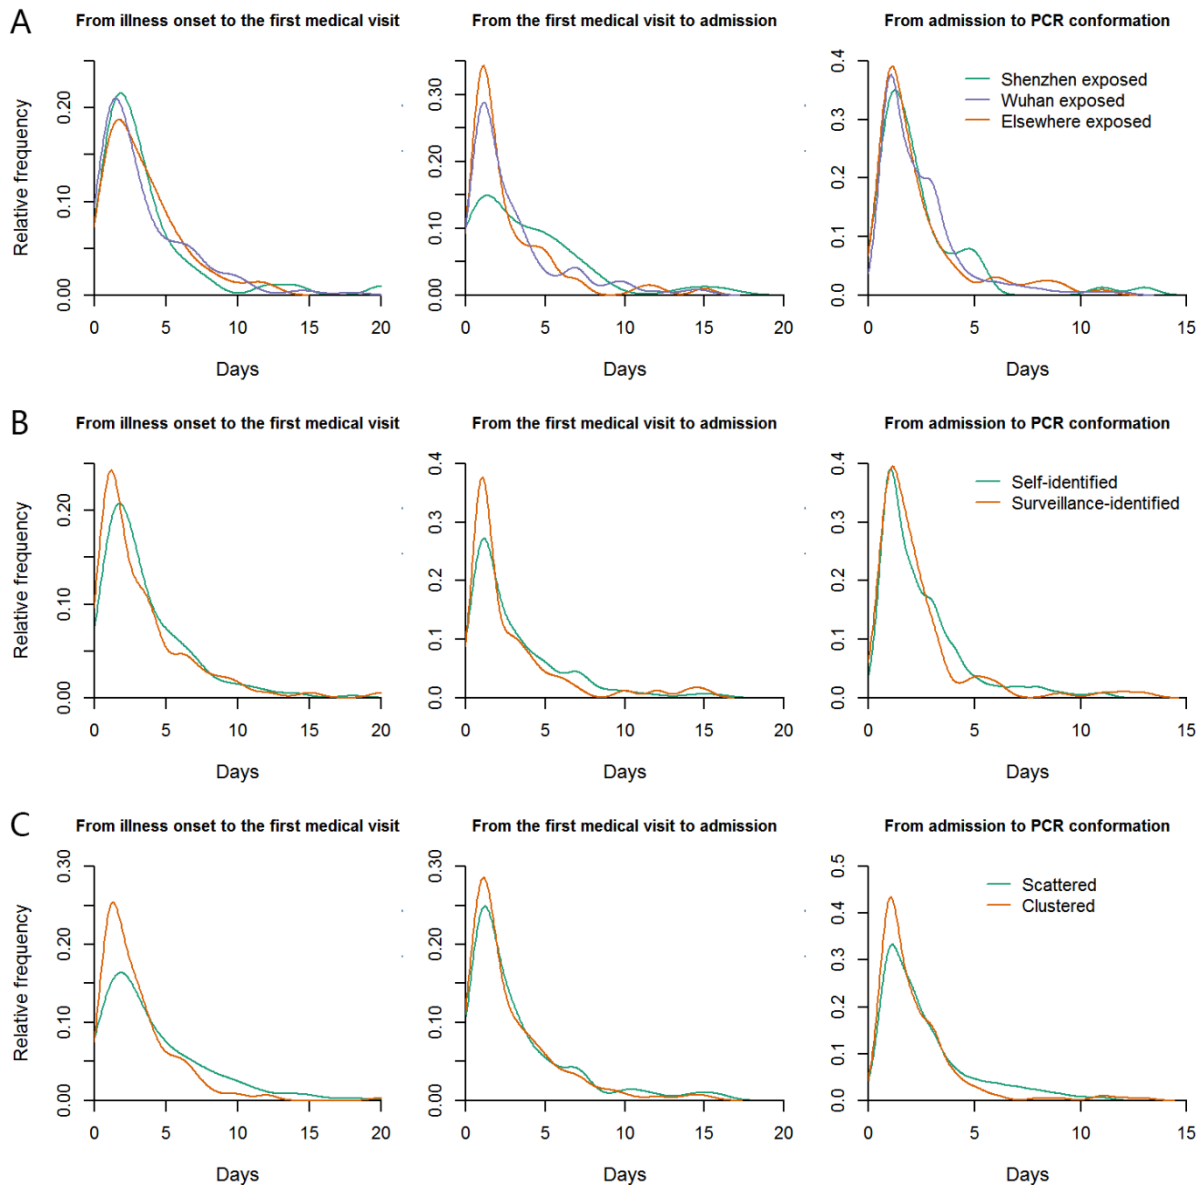 A
From illness onset to the first medical visit
From the first medical visit to admission
From admission to PCR conformation
Relative frequency
0.00 0.10 0.20
0 5 10 15 20
Days
0.00 0.10 0.20 0.30
0 5 10 15 20
Days
0.0 0.1 0.2 0.3 0.4
0 5 10 15
Days
Shenzhen exposed
Wuhan exposed
Elsewhere exposed
B
From illness onset to the first medical visit
From the first medical visit to admission
From admission to PCR conformation
Relative frequency
0.00 0.10 0.20
0 5 10 15 20
Days
0.0 0.1 0.2 0.3 0.4
0 5 10 15 20
Days
0.0 0.1 0.2 0.3 0.4
0 5 10 15
Days
Self-identified
Surveillance-identified
C
From illness onset to the first medical visit
From the first medical visit to admission
From admission to PCR conformation
Relative frequency
0.00 0.10 0.20 0.30
0 5 10 15 20
Days
0.00 0.10 0.20 0.30
0 5 10 15 20
Days
0.0 0.1 0.2 0.3 0.4 0.5
0 5 10 15
Days
Scattered
Clustered